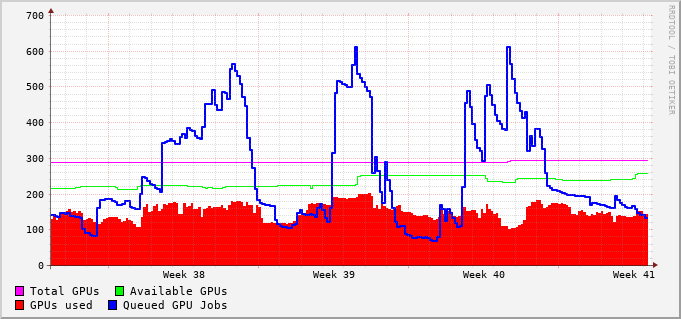 700
600
500
400
300
200
100
0
Week 38 Week 39 Week 40 Week 41
Total GPUs Available GPUs
GPUs used Queued GPU Jobs
RRDTOOL / TOBI OETIKER